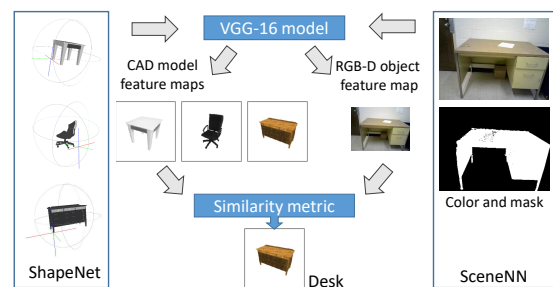 VGG-16 model
CAD model
feature maps
RGB-D object
feature map
Color and mask
Similarity metric
Desk
ShapeNet
SceneNN